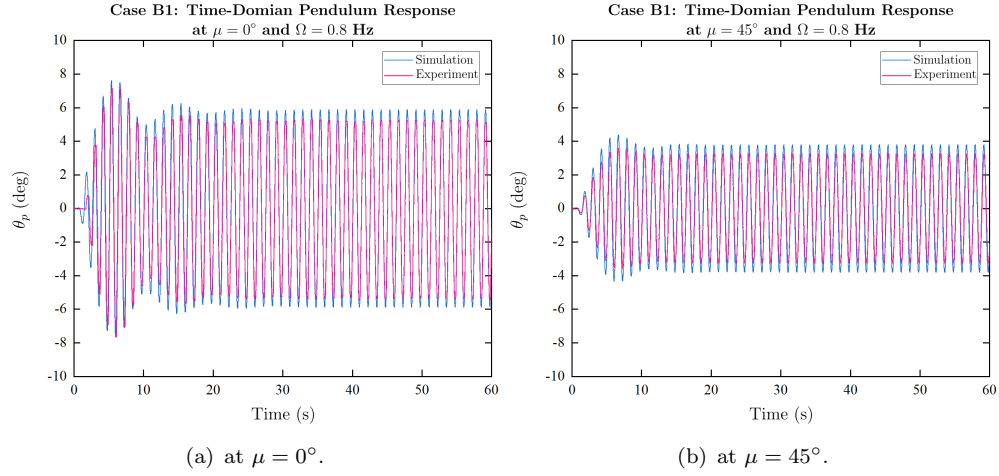 Case B1: Time-Domian Pendulum Response
at μ = 0° and Ω = 0.8 Hz
10
8
6
4
2
0
-2
-4
-6
-8
-10
θp (deg)
Simulation
Experiment
0
10
20
30
40
50
60
Time (s)
(a) at μ = 0°.
Case B1: Time-Domian Pendulum Response
at μ = 45° and Ω = 0.8 Hz
10
8
6
4
2
0
-2
-4
-6
-8
-10
θp (deg)
Simulation
Experiment
0
10
20
30
40
50
60
Time (s)
(b) at μ = 45°.